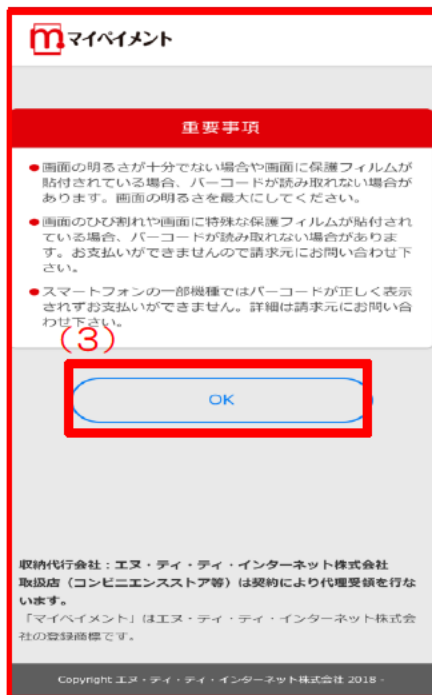 m マイペイメント
重要事項
●画面の明るさが十分でない場合や画面に保護フィルムが
貼付されている場合、バーコードが読み取れない場合が
あります。画面の明るさを最大にしてください。
●画面のひび割れや画面に特殊な保護フィルムが貼付され
ている場合、バーコードが読み取れない場合がありま
す。お支払いができませんので請求元にお問い合わせ下
さい。
●スマートフォンの一部機種ではバーコードが正しく表示
されずお支払いができません。詳細は請求元にお問い合
わせ下さい。
(3)
OK
収納代行会社：エヌ・ティ・ティ・インターネット株式会社
取扱店（コンビニエンスストア等）は契約により代理受領を行な
います。
「マイペイメント」はエヌ・ティ・ティ・インターネット株式会
社の登録商標です。
Copyright エヌ・ティ・ティ・インターネット株式会社 2018 -